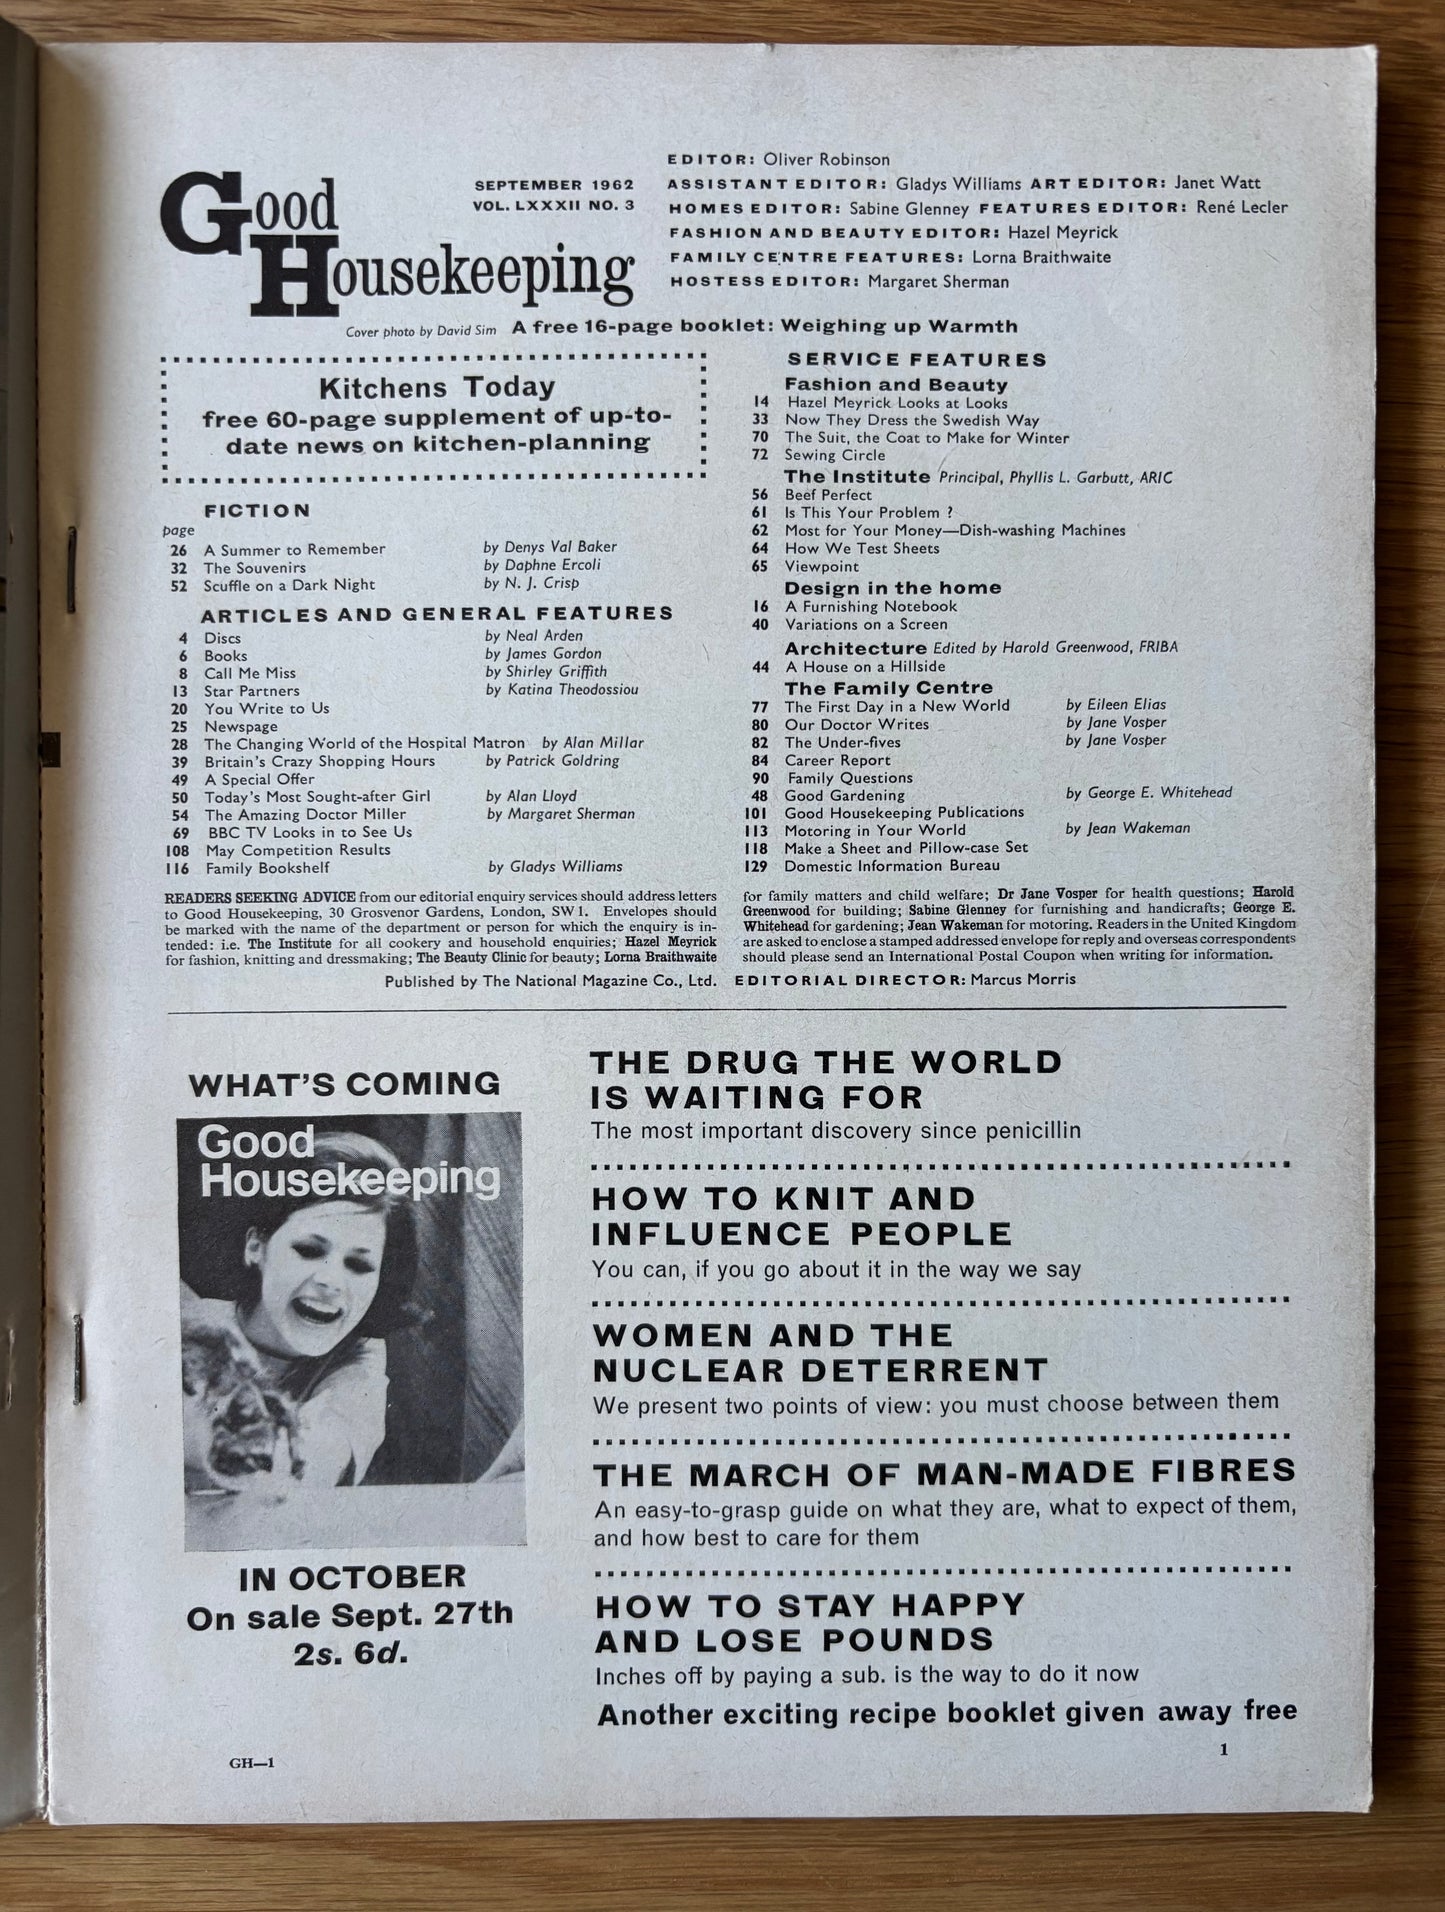 Good
Housekeeping
SEPTEMBER 1962
VOL. LXXXII NO. 3
EDITOR: Oliver Robinson
ASSISTANT EDITOR: Gladys Williams ART EDITOR: Janet Watt
HOMES EDITOR: Sabine Glenney FEATURES EDITOR: René Lecler
FASHION AND BEAUTY EDITOR: Hazel Meyrick
FAMILY CENTRE FEATURES: Lorna Braithwaite
HOSTESS EDITOR: Margaret Sherman
Cover photo by David Sim A free 16-page booklet: Weighing up Warmth
Kitchens Today
free 60-page supplement of up-to-
date news on kitchen-planning
FICTION
page
26 A Summer to Remember by Denys Val Baker
32 The Souvenirs by Daphne Ercoli
52 Scuffle on a Dark Night by N. J. Crisp
ARTICLES AND GENERAL FEATURES
4 Discs by Neal Arden
6 Books by James Gordon
8 Call Me Miss by Shirley Griffith
13 Star Partners by Katina Theodossiou
20 You Write to Us
25 Newspage
28 The Changing World of the Hospital Matron by Alan Millar
39 Britain's Crazy Shopping Hours by Patrick Goldring
49 A Special Offer
50 Today's Most Sought-after Girl by Alan Lloyd
54 The Amazing Doctor Miller by Margaret Sherman
69 BBC TV Looks in to See Us
108 May Competition Results
116 Family Bookshelf by Gladys Williams
SERVICE FEATURES
Fashion and Beauty
14 Hazel Meyrick Looks at Looks
33 Now They Dress the Swedish Way
70 The Suit, the Coat to Make for Winter
72 Sewing Circle
The Institute Principal, Phyllis L. Garbutt, ARIC
56 Beef Perfect
61 Is This Your Problem ?
62 Most for Your Money—Dish-washing Machines
64 How We Test Sheets
65 Viewpoint
Design in the home
16 A Furnishing Notebook
40 Variations on a Screen
Architecture Edited by Harold Greenwood, FRIBA
44 A House on a Hillside
The Family Centre
77 The First Day in a New World by Eileen Elias
80 Our Doctor Writes by Jane Vosper
82 The Under-fives by Jane Vosper
84 Career Report
90 Family Questions
48 Good Gardening by George E. Whitehead
101 Good Housekeeping Publications
113 Motoring in Your World by Jean Wakeman
118 Make a Sheet and Pillow-case Set
129 Domestic Information Bureau
READERS SEEKING ADVICE from our editorial enquiry services should address letters
to Good Housekeeping, 30 Grosvenor Gardens, London, SW1. Envelopes should
be marked with the name of the department or person for which the enquiry is in-
tended: i.e. The Institute for all cookery and household enquiries; Hazel Meyrick
for fashion, knitting and dressmaking; The Beauty Clinic for beauty; Lorna Braithwaite
for family matters and child welfare; Dr Jane Vosper for health questions; Harold
Greenwood for building; Sabine Glenney for furnishing and handicrafts; George E.
Whitehead for gardening; Jean Wakeman for motoring. Readers in the United Kingdom
are asked to enclose a stamped addressed envelope for reply and overseas correspondents
should please send an International Postal Coupon when writing for information.
Published by The National Magazine Co., Ltd. EDITORIAL DIRECTOR: Marcus Morris
WHAT'S COMING
Good
Housekeeping
IN OCTOBER
On sale Sept. 27th
2s. 6d.
THE DRUG THE WORLD
IS WAITING FOR
The most important discovery since penicillin
HOW TO KNIT AND
INFLUENCE PEOPLE
You can, if you go about it in the way we say
WOMEN AND THE
NUCLEAR DETERRENT
We present two points of view: you must choose between them
THE MARCH OF MAN-MADE FIBRES
An easy-to-grasp guide on what they are, what to expect of them,
and how best to care for them
HOW TO STAY HAPPY
AND LOSE POUNDS
Inches off by paying a sub. is the way to do it now
Another exciting recipe booklet given away free
GH—1
1